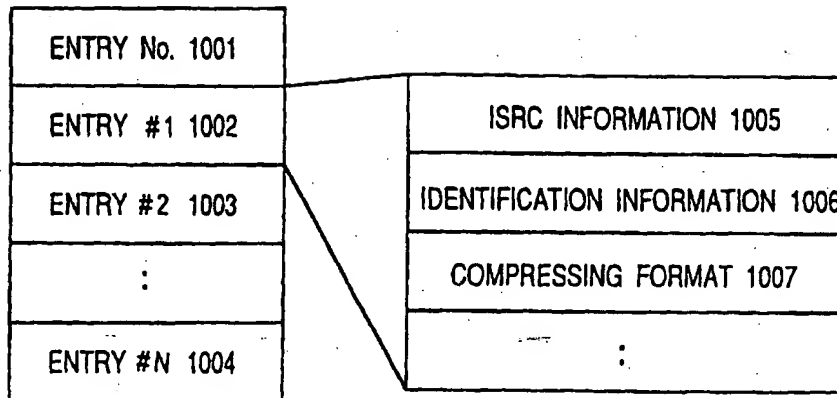 ENTRY No. 1001
ENTRY #1 1002
ENTRY #2 1003
:
ENTRY #N 1004
ISRC INFORMATION 1005
IDENTIFICATION INFORMATION 1006
COMPRESSING FORMAT 1007
: